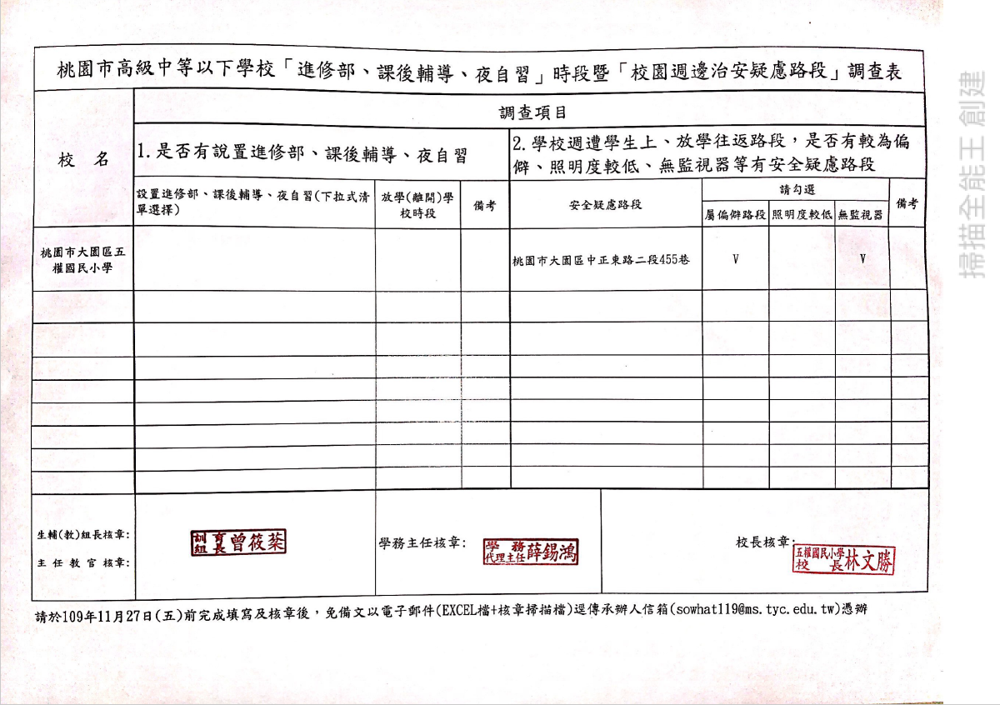 桃園市高級中等以下學校「進修部、課後輔導、夜自習」時段暨「校園週邊治安疑慮路段」調查表
校 名
調查項目
1.是否有說置進修部、課後輔導、夜自習
2.學校週遭學生上、放學往返路段，是否有較為偏
僻、照明度較低、無監視器等有安全疑慮路段
設置進修部、課後輔導、夜自習(下拉式清
單選擇)
放學(離開)學
校時段
備考
安全疑慮路段
請勾選
屬偏僻路段
照明度較低
無監視器
備考
桃園市大園區五
權國民小學
桃園市大園區中正東路二段455巷
V
V
生輔(教)組長核章:
主任教官 核章:
訓育
組長
曾筱棻
學務主任核章:
學務
代理主任
薛錫鴻
校長核章:
五權國民小學
校長
林文勝
請於109年11月27日(五)前完成填寫及核章後，免備文以電子郵件(EXCEL檔+核章掃描檔)逕傳承辦人信箱(sowhat119@ms.tyc.edu.tw)憑辦
掃描全能王 創建